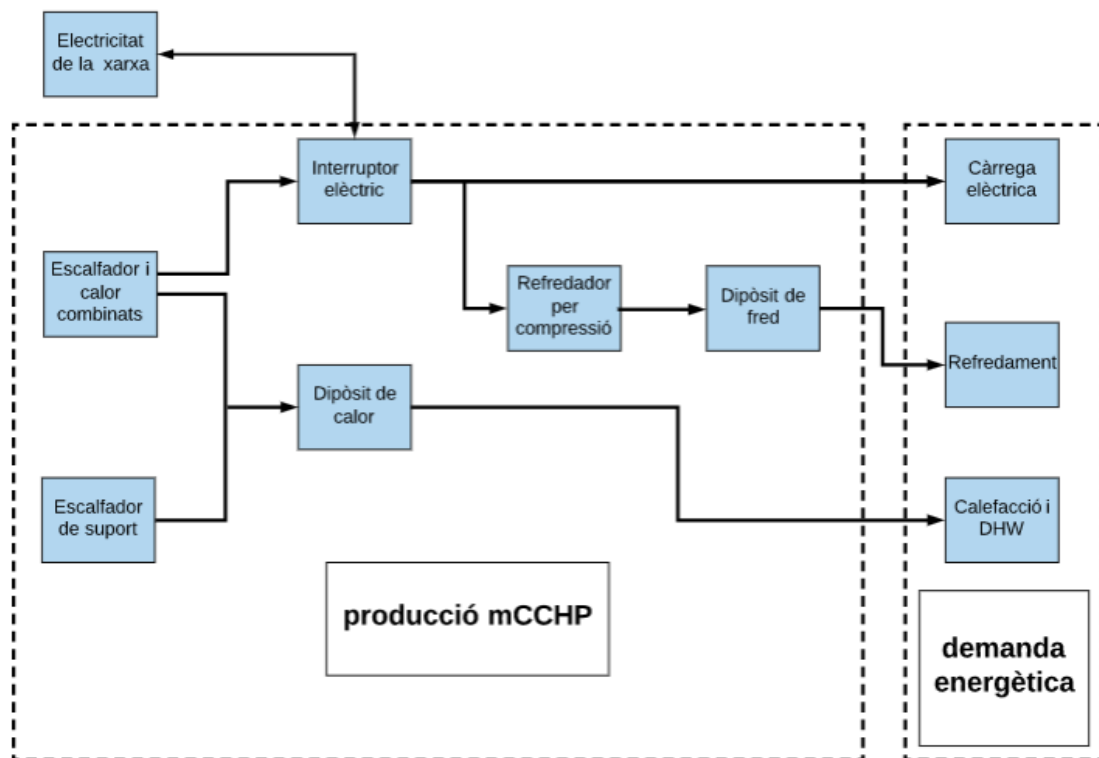 Electricitat
de la xarxa
Interruptor
elèctric
Càrrega
elèctrica
Escalfador i
calor
combinats
Refredador
per
compressió
Dipòsit de
fred
Refredament
Dipòsit de
calor
Escalfador
de suport
Calefacció i
DHW
producció mCCHP
demanda
energètica